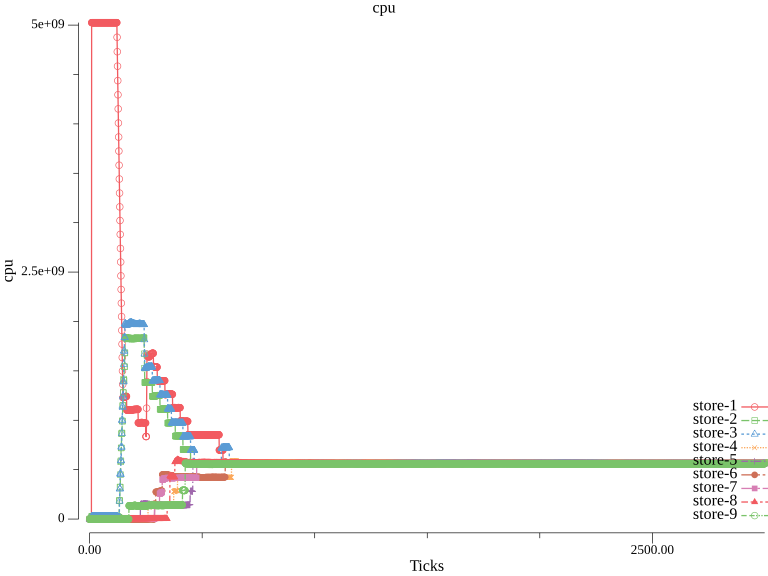 cpu
5e+09
2.5e+09
0
cpu
0.00
2500.00
Ticks
store-1
store-2
store-3
store-4
store-5
store-6
store-7
store-8
store-9